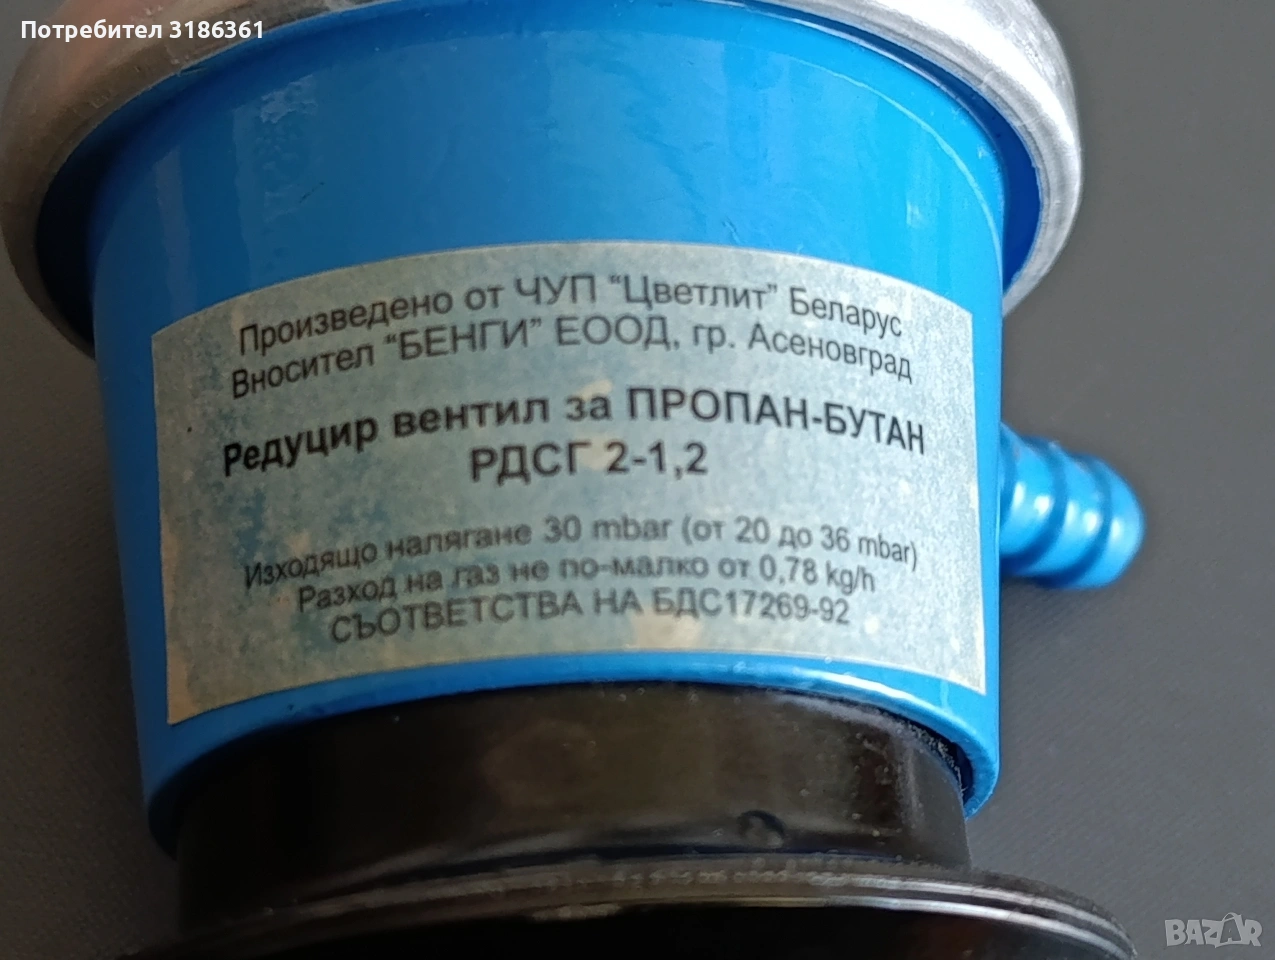 Потребител 3186361
Произведено от ЧУП "Цветлит" Беларус
Вносител "БЕНГИ" ЕООД, гр. Асеновград
Редуцир вентил за ПРОПАН-БУТАН
РДСГ 2-1,2
Изходящо налягане 30 mbar (от 20 до 36 mbar)
Разход на газ не по-малко от 0,78 kg/h
СЪОТВЕТСТВА НА БДС17269-92
BAZAR